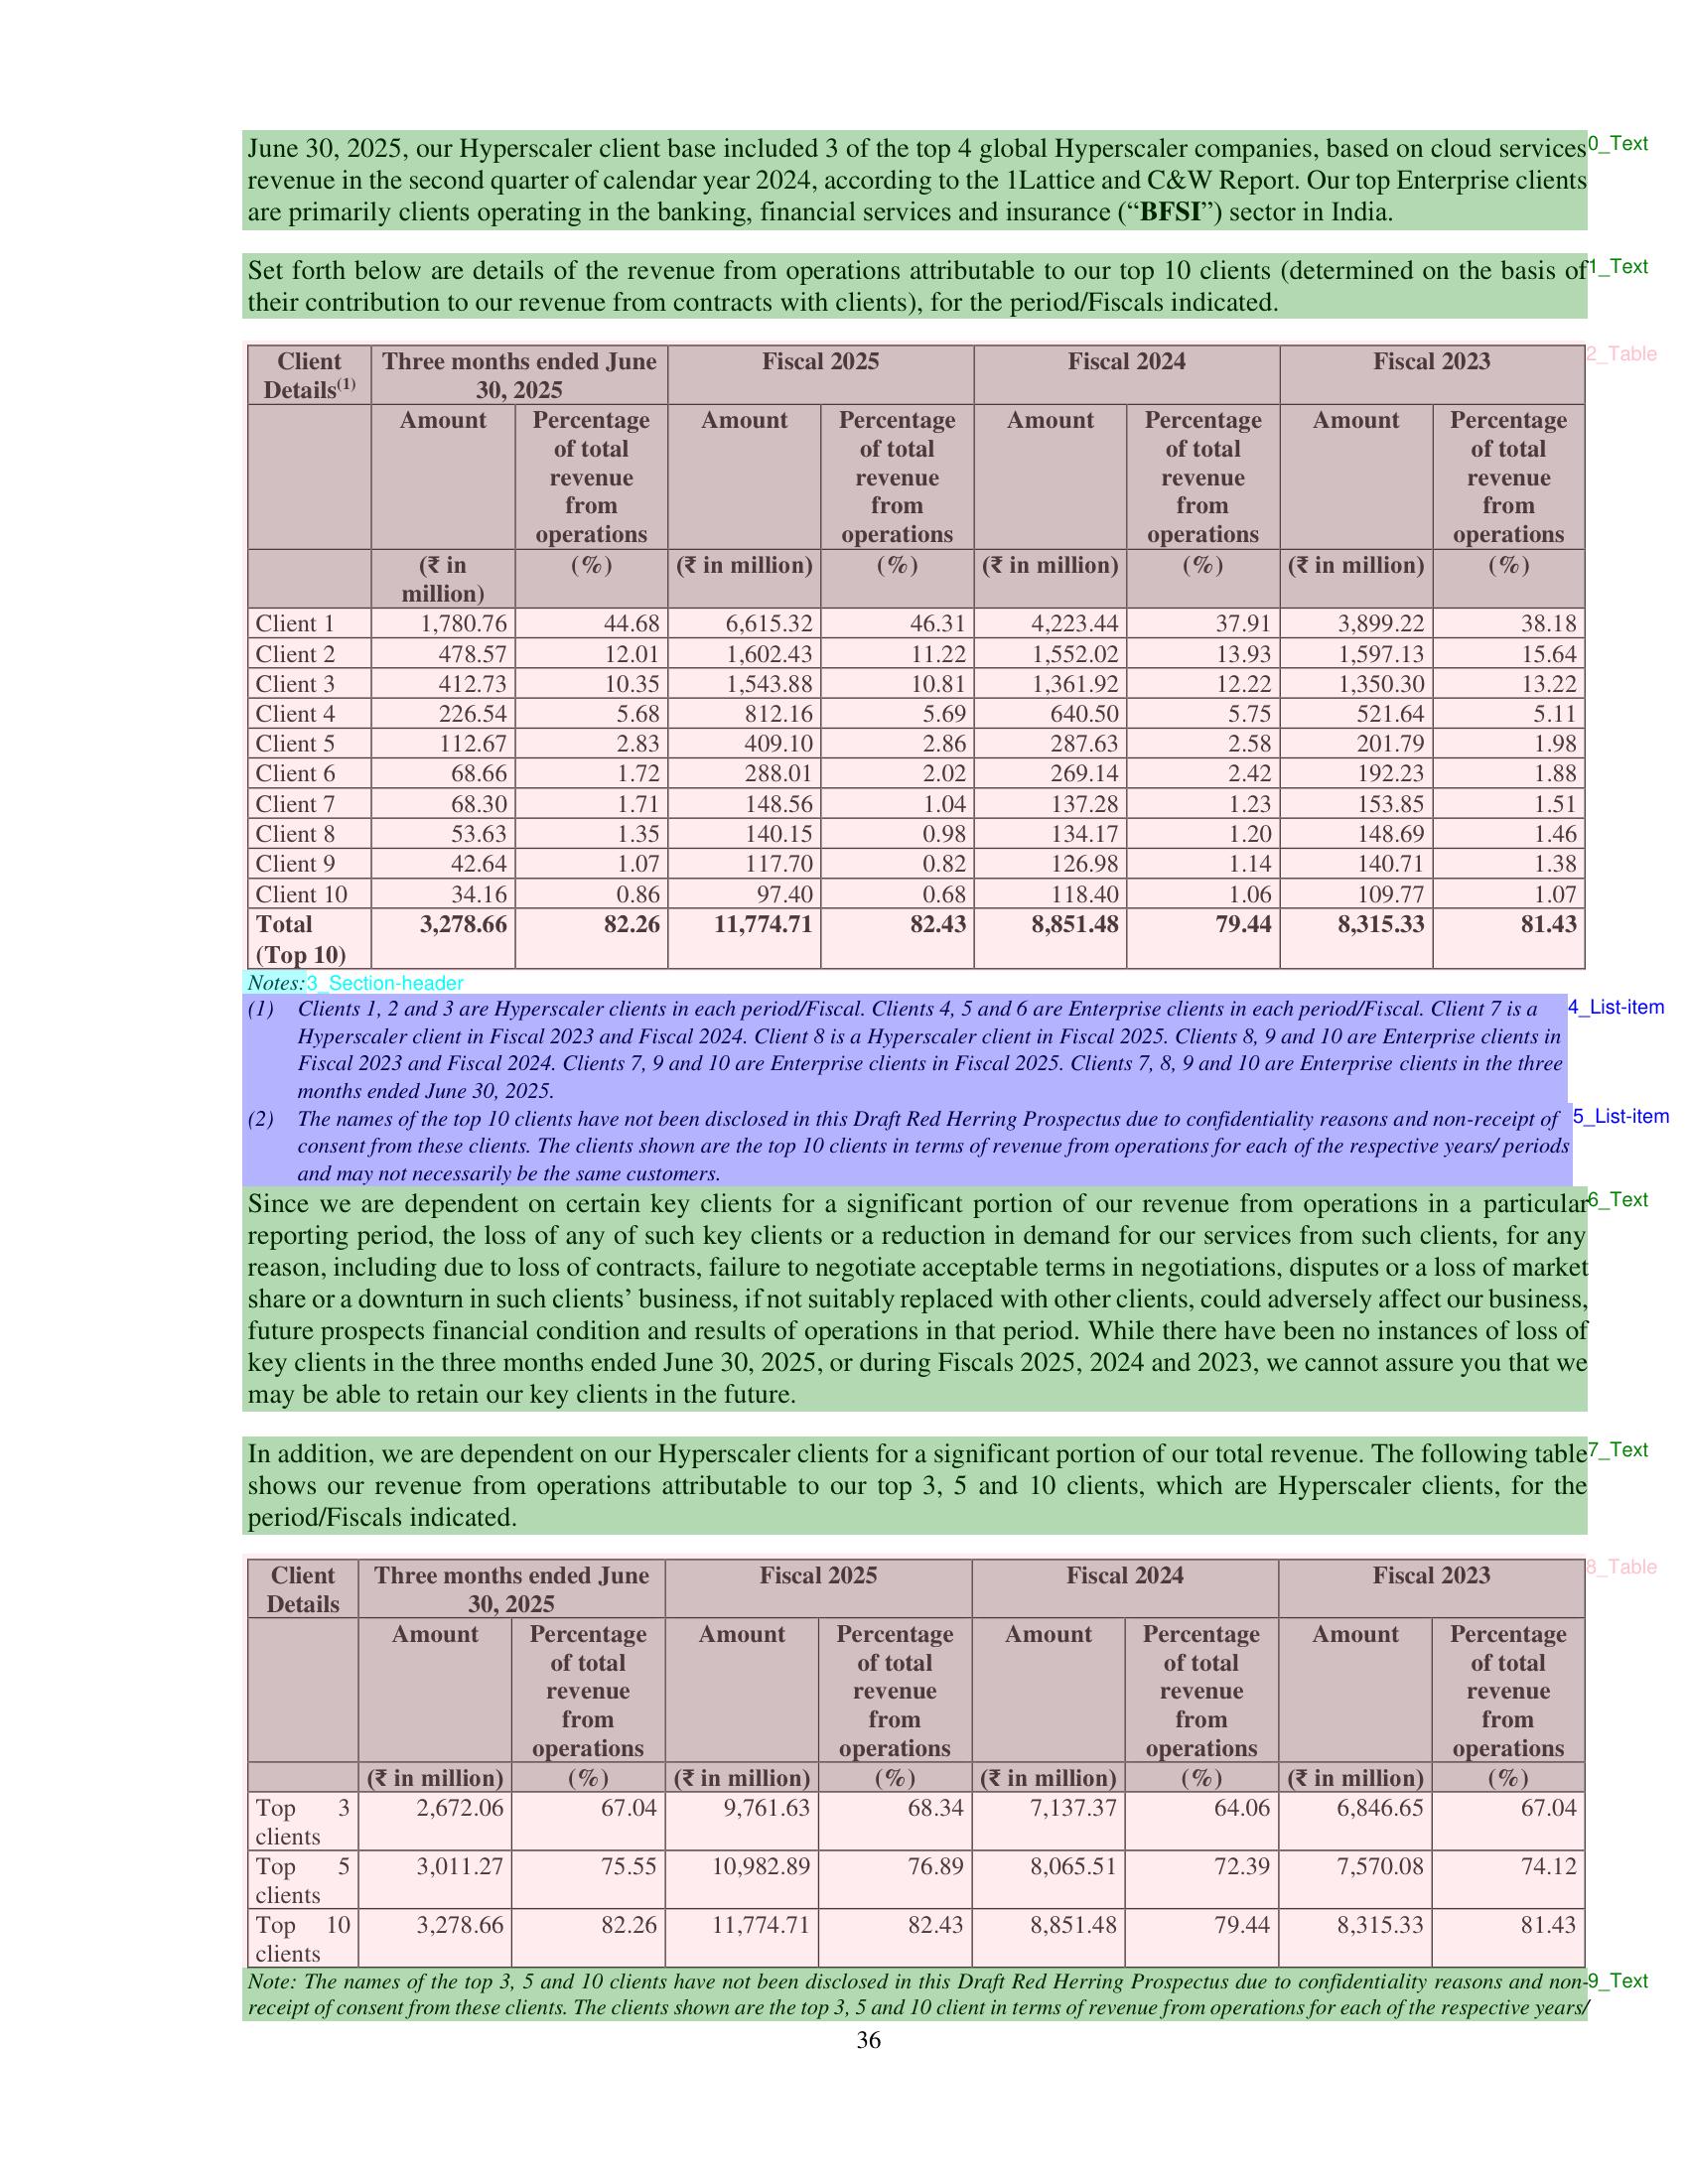 June 30, 2025, our Hyperscaler client base included 3 of the top 4 global Hyperscaler companies, based on cloud services 0_Text
revenue in the second quarter of calendar year 2024, according to the 1Lattice and C&W Report. Our top Enterprise clients
are primarily clients operating in the banking, financial services and insurance (“BFSI”) sector in India.
Set forth below are details of the revenue from operations attributable to our top 10 clients (determined on the basis of 1_Text
their contribution to our revenue from contracts with clients), for the period/Fiscals indicated.
Client Details(1) Three months ended June 30, 2025 Fiscal 2025 Fiscal 2024 Fiscal 2023 2_Table
Amount Percentage of total revenue from operations Amount Percentage of total revenue from operations Amount Percentage of total revenue from operations Amount Percentage of total revenue from operations
(₹ in million) (%) (₹ in million) (%) (₹ in million) (%) (₹ in million) (%)
Client 1 1,780.76 44.68 6,615.32 46.31 4,223.44 37.91 3,899.22 38.18
Client 2 478.57 12.01 1,602.43 11.22 1,552.02 13.93 1,597.13 15.64
Client 3 412.73 10.35 1,543.88 10.81 1,361.92 12.22 1,350.30 13.22
Client 4 226.54 5.68 812.16 5.69 640.50 5.75 521.64 5.11
Client 5 112.67 2.83 409.10 2.86 287.63 2.58 201.79 1.98
Client 6 68.66 1.72 288.01 2.02 269.14 2.42 192.23 1.88
Client 7 68.30 1.71 148.56 1.04 137.28 1.23 153.85 1.51
Client 8 53.63 1.35 140.15 0.98 134.17 1.20 148.69 1.46
Client 9 42.64 1.07 117.70 0.82 126.98 1.14 140.71 1.38
Client 10 34.16 0.86 97.40 0.68 118.40 1.06 109.77 1.07
Total (Top 10) 3,278.66 82.26 11,774.71 82.43 8,851.48 79.44 8,315.33 81.43
Notes: 3_Section-header
(1) Clients 1, 2 and 3 are Hyperscaler clients in each period/Fiscal. Clients 4, 5 and 6 are Enterprise clients in each period/Fiscal. Client 7 is a 4_List-item
Hyperscaler client in Fiscal 2023 and Fiscal 2024. Client 8 is a Hyperscaler client in Fiscal 2025. Clients 8, 9 and 10 are Enterprise clients in
Fiscal 2023 and Fiscal 2024. Clients 7, 9 and 10 are Enterprise clients in Fiscal 2025. Clients 7, 8, 9 and 10 are Enterprise clients in the three
months ended June 30, 2025.
(2) The names of the top 10 clients have not been disclosed in this Draft Red Herring Prospectus due to confidentiality reasons and non-receipt of 5_List-item
consent from these clients. The clients shown are the top 10 clients in terms of revenue from operations for each of the respective years/ periods
and may not necessarily be the same customers.
Since we are dependent on certain key clients for a significant portion of our revenue from operations in a particular 6_Text
reporting period, the loss of any of such key clients or a reduction in demand for our services from such clients, for any
reason, including due to loss of contracts, failure to negotiate acceptable terms in negotiations, disputes or a loss of market
share or a downturn in such clients’ business, if not suitably replaced with other clients, could adversely affect our business,
future prospects financial condition and results of operations in that period. While there have been no instances of loss of
key clients in the three months ended June 30, 2025, or during Fiscals 2025, 2024 and 2023, we cannot assure you that we
may be able to retain our key clients in the future.
In addition, we are dependent on our Hyperscaler clients for a significant portion of our total revenue. The following table 7_Text
shows our revenue from operations attributable to our top 3, 5 and 10 clients, which are Hyperscaler clients, for the
period/Fiscals indicated.
Client Details Three months ended June 30, 2025 Fiscal 2025 Fiscal 2024 Fiscal 2023 8_Table
Amount Percentage of total revenue from operations Amount Percentage of total revenue from operations Amount Percentage of total revenue from operations Amount Percentage of total revenue from operations
(₹ in million) (%) (₹ in million) (%) (₹ in million) (%) (₹ in million) (%)
Top 3 clients 2,672.06 67.04 9,761.63 68.34 7,137.37 64.06 6,846.65 67.04
Top 5 clients 3,011.27 75.55 10,982.89 76.89 8,065.51 72.39 7,570.08 74.12
Top 10 clients 3,278.66 82.26 11,774.71 82.43 8,851.48 79.44 8,315.33 81.43
Note: The names of the top 3, 5 and 10 clients have not been disclosed in this Draft Red Herring Prospectus due to confidentiality reasons and non- 9_Text
receipt of consent from these clients. The clients shown are the top 3, 5 and 10 client in terms of revenue from operations for each of the respective years/
36